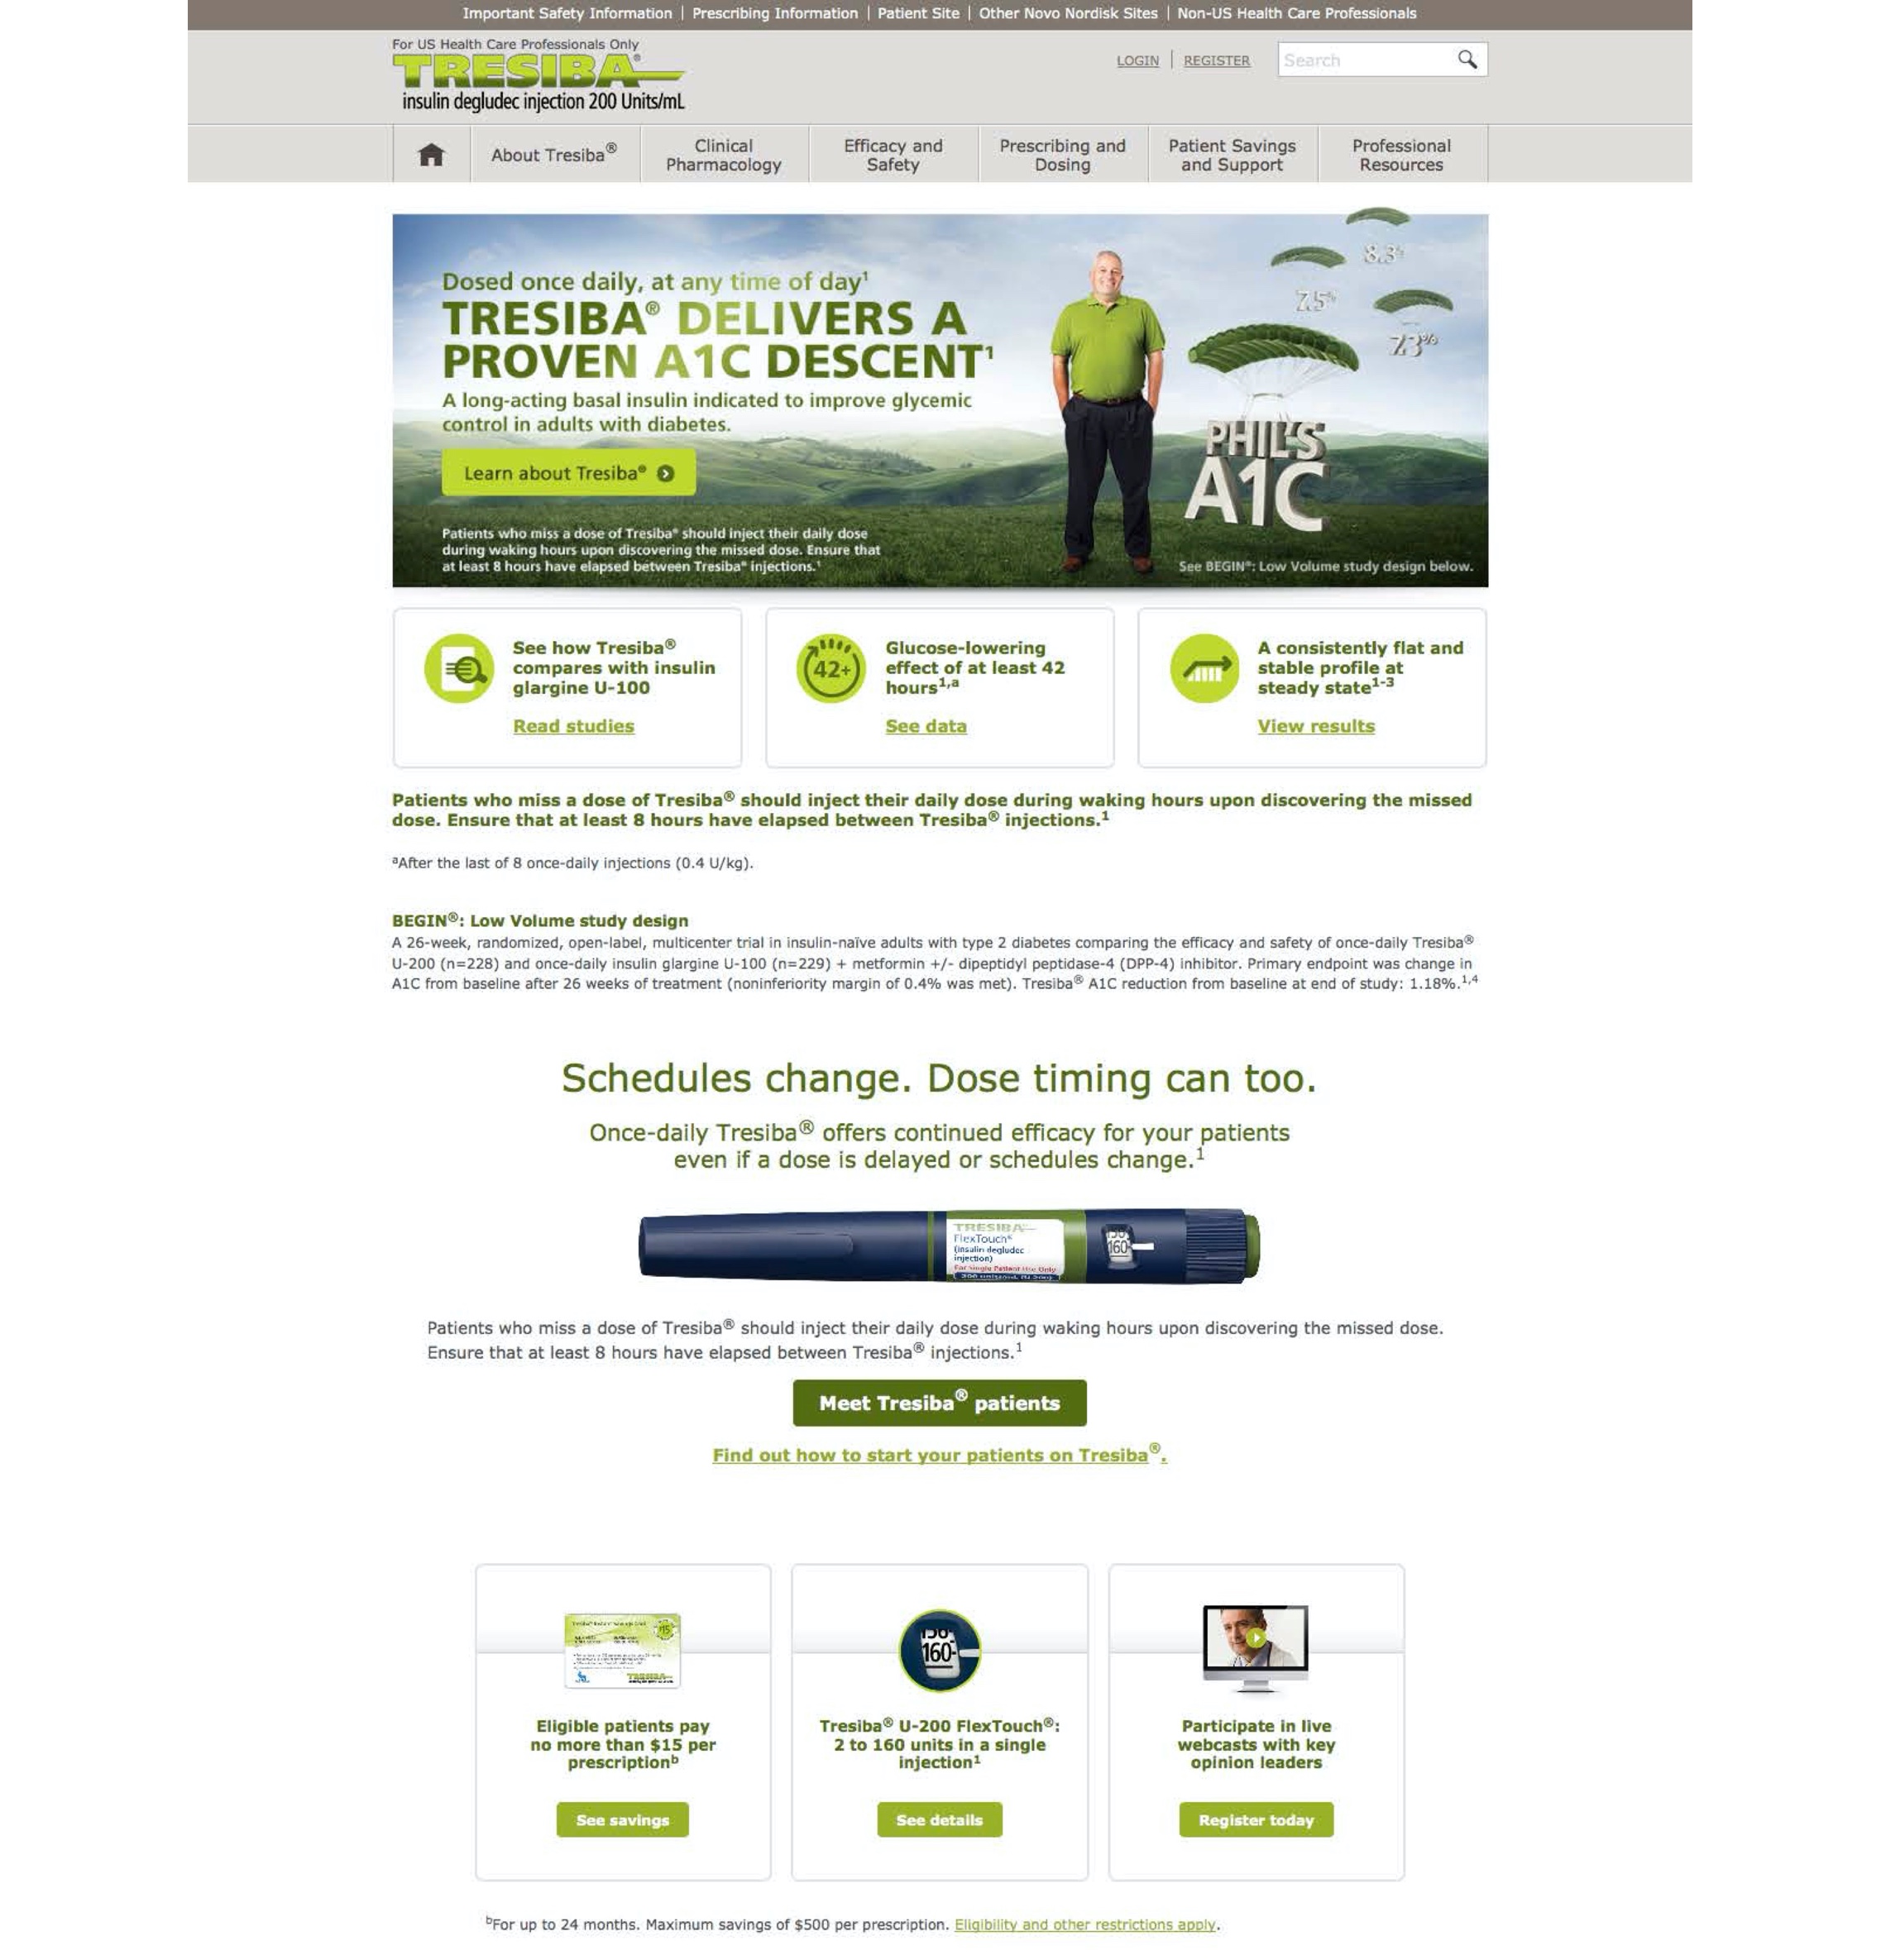 Important Safety Information | Prescribing Information | Patient Site | Other Novo Nordisk Sites | Non-US Health Care Professionals
For US Health Care Professionals Only
TRESIBA®
insulin degludec injection 200 Units/mL
LOGIN | REGISTER
Search
About Tresiba®
Clinical
Pharmacology
Efficacy and
Safety
Prescribing and
Dosing
Patient Savings
and Support
Professional
Resources
Dosed once daily, at any time of day¹
TRESIBA® DELIVERS A
PROVEN A1C DESCENT¹
A long-acting basal insulin indicated to improve glycemic
control in adults with diabetes.
Learn about Tresiba®
Patients who miss a dose of Tresiba® should inject their daily dose
during waking hours upon discovering the missed dose. Ensure that
at least 8 hours have elapsed between Tresiba® injections.¹
8.3%
7.5%
7.3%
PHIL'S
A1C
See BEGIN®: Low Volume study design below.
See how Tresiba®
compares with insulin
glargine U-100
Read studies
42+
Glucose-lowering
effect of at least 42
hours¹,ᵃ
See data
A consistently flat and
stable profile at
steady state¹⁻³
View results
Patients who miss a dose of Tresiba® should inject their daily dose during waking hours upon discovering the missed
dose. Ensure that at least 8 hours have elapsed between Tresiba® injections.¹
ᵃAfter the last of 8 once-daily injections (0.4 U/kg).
BEGIN®: Low Volume study design
A 26-week, randomized, open-label, multicenter trial in insulin-naïve adults with type 2 diabetes comparing the efficacy and safety of once-daily Tresiba®
U-200 (n=228) and once-daily insulin glargine U-100 (n=229) + metformin +/- dipeptidyl peptidase-4 (DPP-4) inhibitor. Primary endpoint was change in
A1C from baseline after 26 weeks of treatment (noninferiority margin of 0.4% was met). Tresiba® A1C reduction from baseline at end of study: 1.18%.¹,⁴
Schedules change. Dose timing can too.
Once-daily Tresiba® offers continued efficacy for your patients
even if a dose is delayed or schedules change.¹
TRESIBA
FlexTouch®
(insulin degludec
injection)
For Single Patient Use Only
160
Patients who miss a dose of Tresiba® should inject their daily dose during waking hours upon discovering the missed dose.
Ensure that at least 8 hours have elapsed between Tresiba® injections.¹
Meet Tresiba® patients
Find out how to start your patients on Tresiba®.
$15
TRESIBA
160
Eligible patients pay
no more than $15 per
prescriptionᵇ
See savings
Tresiba® U-200 FlexTouch®:
2 to 160 units in a single
injection¹
See details
Participate in live
webcasts with key
opinion leaders
Register today
ᵇFor up to 24 months. Maximum savings of $500 per prescription. Eligibility and other restrictions apply.